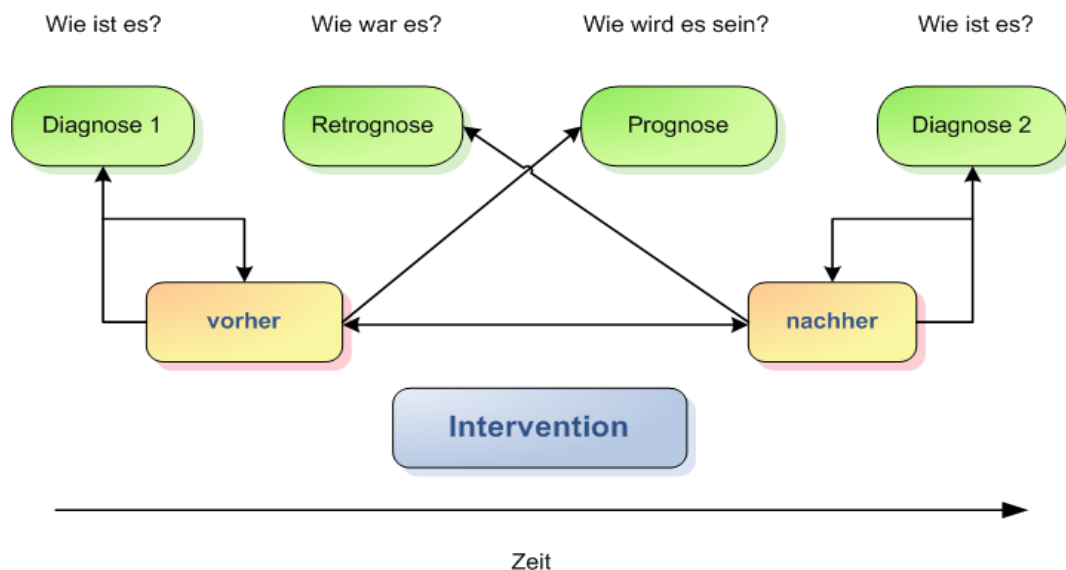 Wie ist es?
Wie war es?
Wie wird es sein?
Wie ist es?
Diagnose 1
Retrognose
Prognose
Diagnose 2
vorher
nachher
Intervention
Zeit